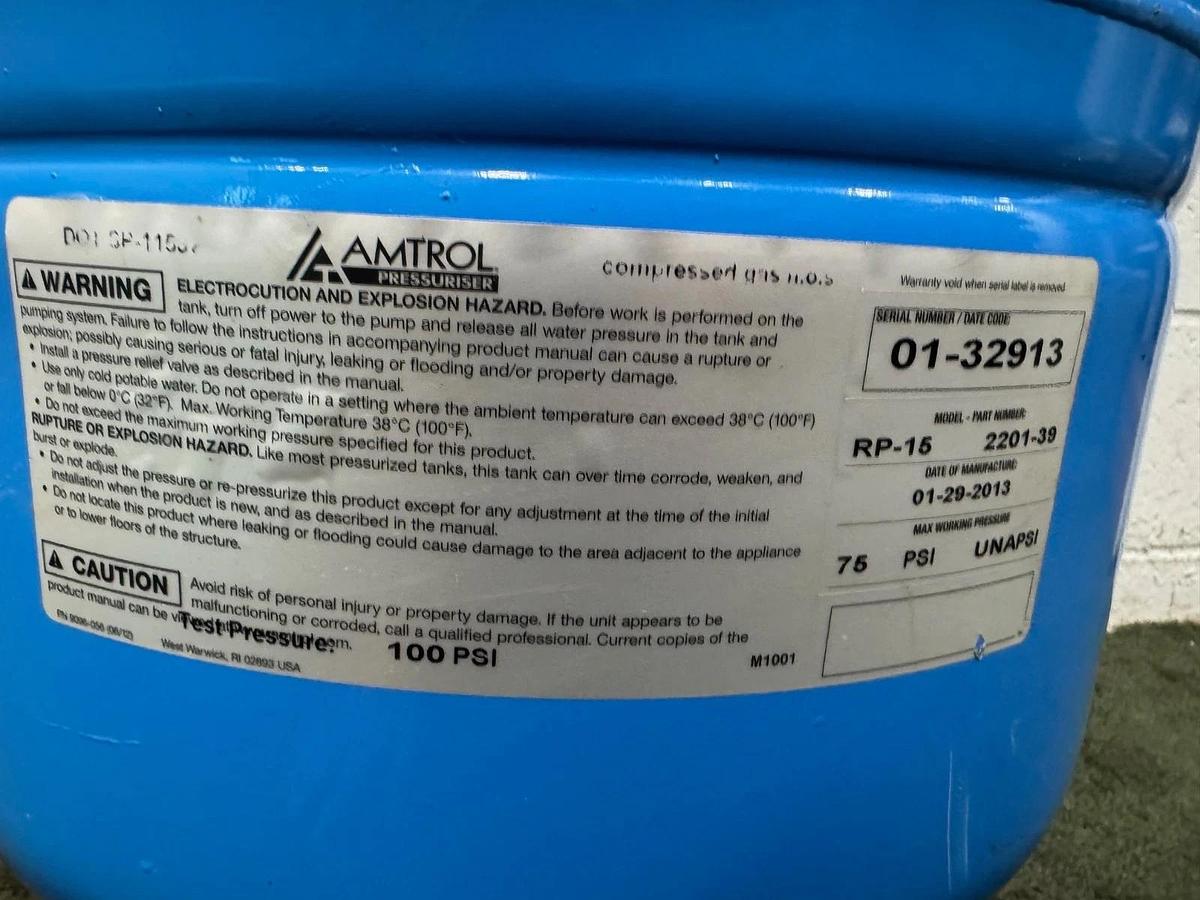 AMTROL
PRESSURISER
compressed gas n.o.s
Warranty void when serial label is removed
WARNING
ELECTROCUTION AND EXPLOSION HAZARD. Before work is performed on the
tank, turn off power to the pump and release all water pressure in the tank and
pumping system. Failure to follow the instructions in accompanying product manual can cause a rupture or
explosion; possibly causing serious or fatal injury, leaking or flooding and/or property damage.
• Install a pressure relief valve as described in the manual.
• Use only cold potable water. Do not operate in a setting where the ambient temperature can exceed 38°C (100°F)
or fall below 0°C (32°F). Max. Working Temperature 38°C (100°F).
• Do not exceed the maximum working pressure specified for this product.
RUPTURE OR EXPLOSION HAZARD. Like most pressurized tanks, this tank can over time corrode, weaken, and
burst or explode.
• Do not adjust the pressure or re-pressurize this product except for any adjustment at the time of the initial
installation when the product is new, and as described in the manual.
• Do not locate this product where leaking or flooding could cause damage to the area adjacent to the appliance
or to lower floors of the structure.
CAUTION
Avoid risk of personal injury or property damage. If the unit appears to be
malfunctioning or corroded, call a qualified professional. Current copies of the
product manual can be
Test Pressure: 100 PSI
West Warwick, RI 02893 USA
M1001
SERIAL NUMBER / DATE CODE:
01-32913
MODEL - PART NUMBER:
RP-15 2201-39
DATE OF MANUFACTURE:
01-29-2013
MAX WORKING PRESSURE
75 PSI UNAPSI